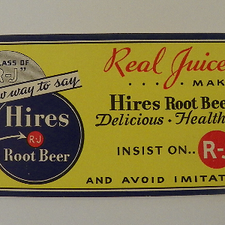 LASS OF
"R-J"
w way to say
Hires
R-J
Root Beer
Real Juice
MAK
Hires Root Bee
Delicious · Health
INSIST ON.. R-
AND AVOID IMITAT